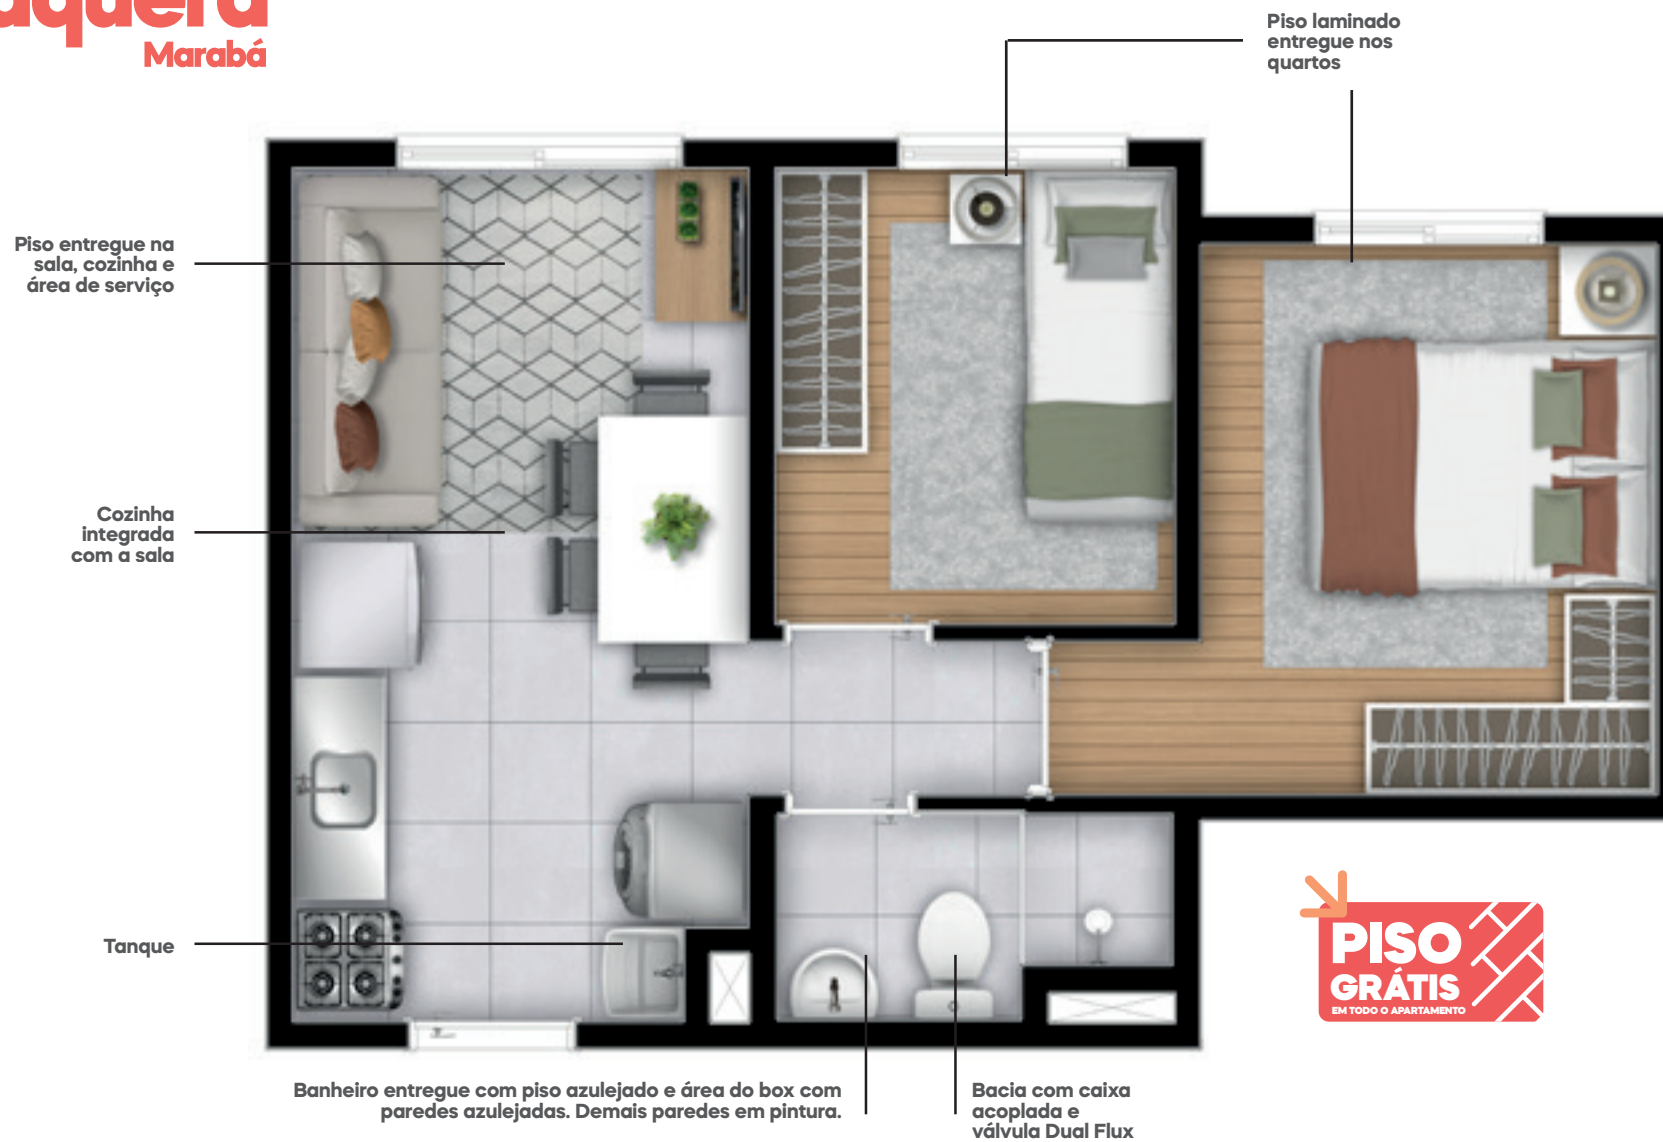 Marabá
Piso laminado
entregue nos
quartos
Piso entregue na
sala, cozinha e
área de serviço
Cozinha
integrada
com a sala
Tanque
PISO
GRÁTIS
EM TODO O APARTAMENTO
Banheiro entregue com piso azulejado e área do box com
paredes azulejadas. Demais paredes em pintura.
Bacia com caixa
acoplada e
válvula Dual Flux